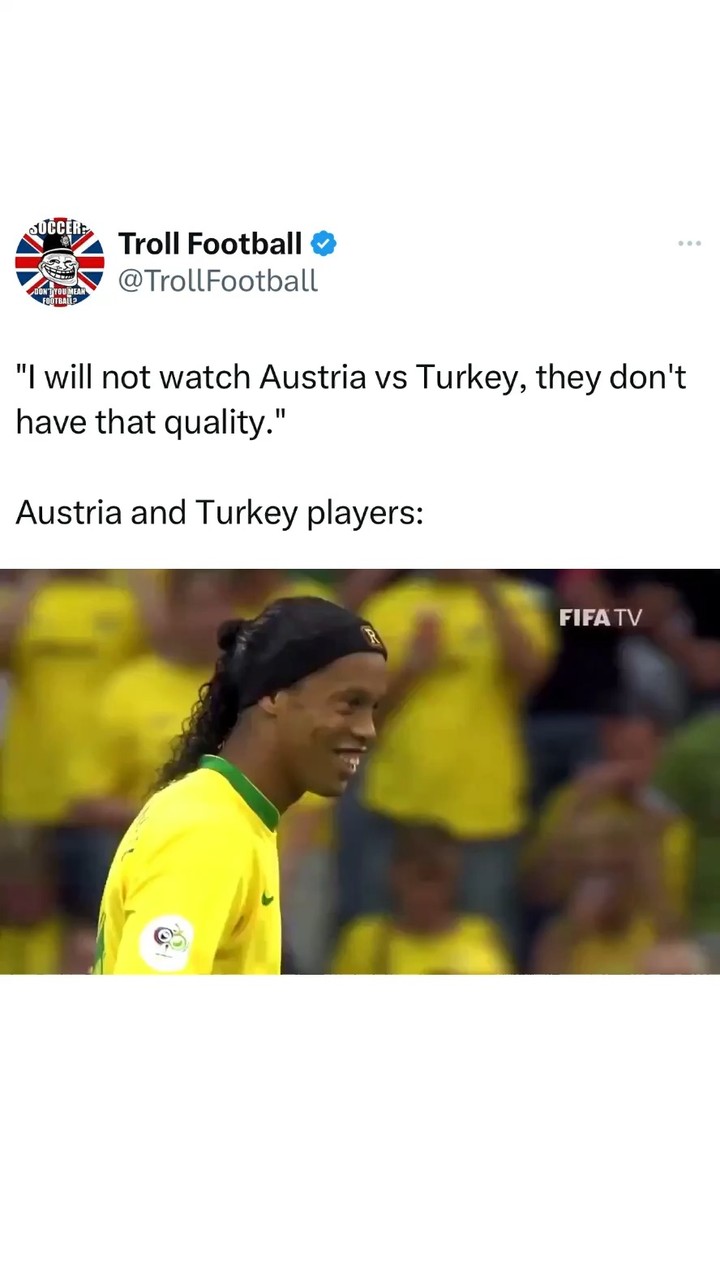 SOCCER?
DON'T YOU MEAN
FOOTBALL?
Troll Football
@TrollFootball
"I will not watch Austria vs Turkey, they don't
have that quality."
Austria and Turkey players:
FIFA TV
R